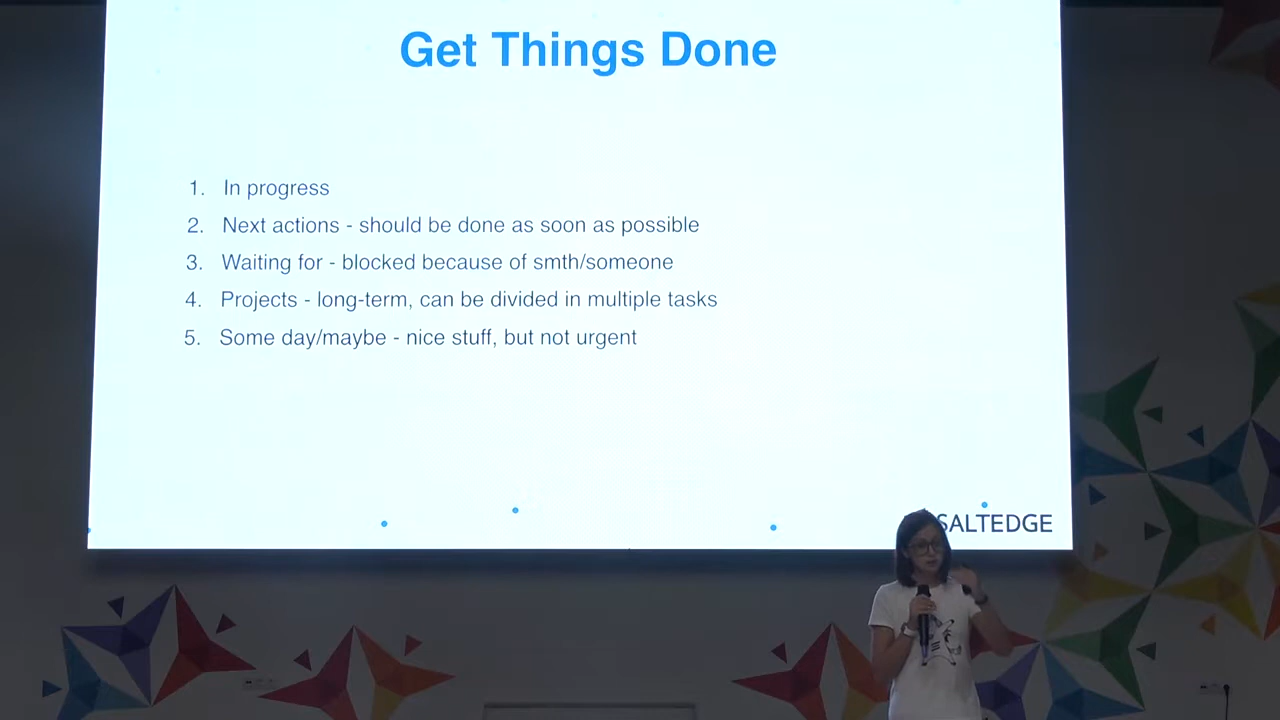 Get Things Done
1. In progress
2. Next actions - should be done as soon as possible
3. Waiting for - blocked because of smth/someone
4. Projects - long-term, can be divided in multiple tasks
5. Some day/maybe - nice stuff, but not urgent
SALTEDGE